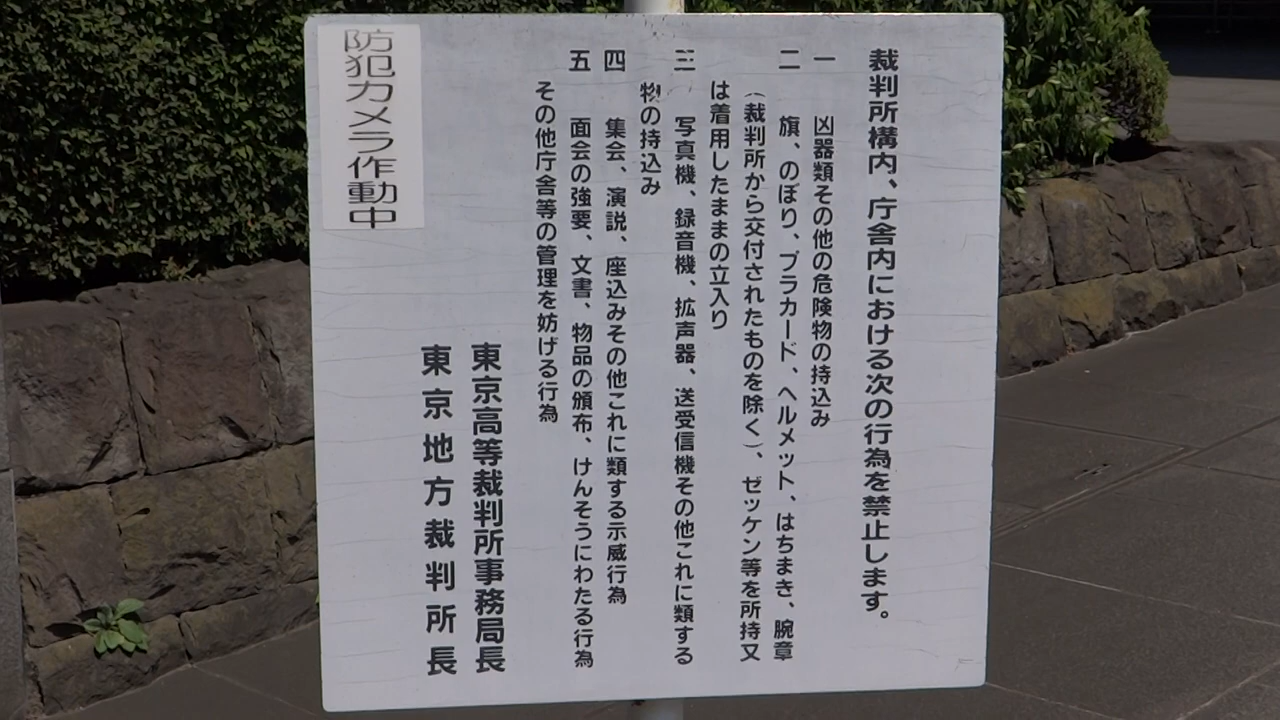 裁判所構内、庁舎内における次の行為を禁止します。
一 凶器類その他の危険物の持込み
二 旗、のぼり、プラカード、ヘルメット、はちまき、腕章
(裁判所から交付されたものを除く)、ゼッケン等を所持又
は着用したままの立入り
三 写真機、録音機、拡声器、送受信機その他これに類する
物の持込み
四 集会、演説、座込みその他これに類する示威行為
五 面会の強要、文書、物品の頒布、けんそうにわたる行為
その他庁舎等の管理を妨げる行為
東京高等裁判所事務局長
東京地方裁判所長
防犯カメラ作動中